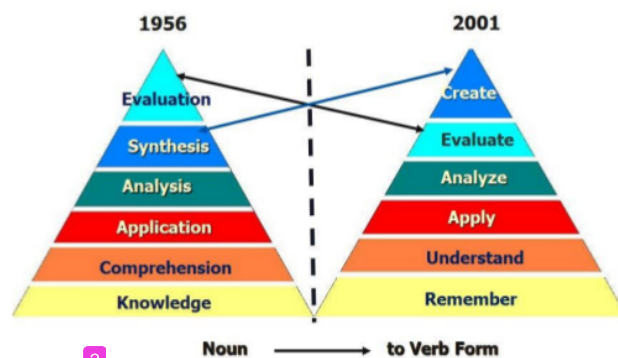 1956
Evaluation
Synthesis
Analysis
Application
Comprehension
Knowledge
2001
Create
Evaluate
Analyze
Apply
Understand
Remember
Noun to Verb Form